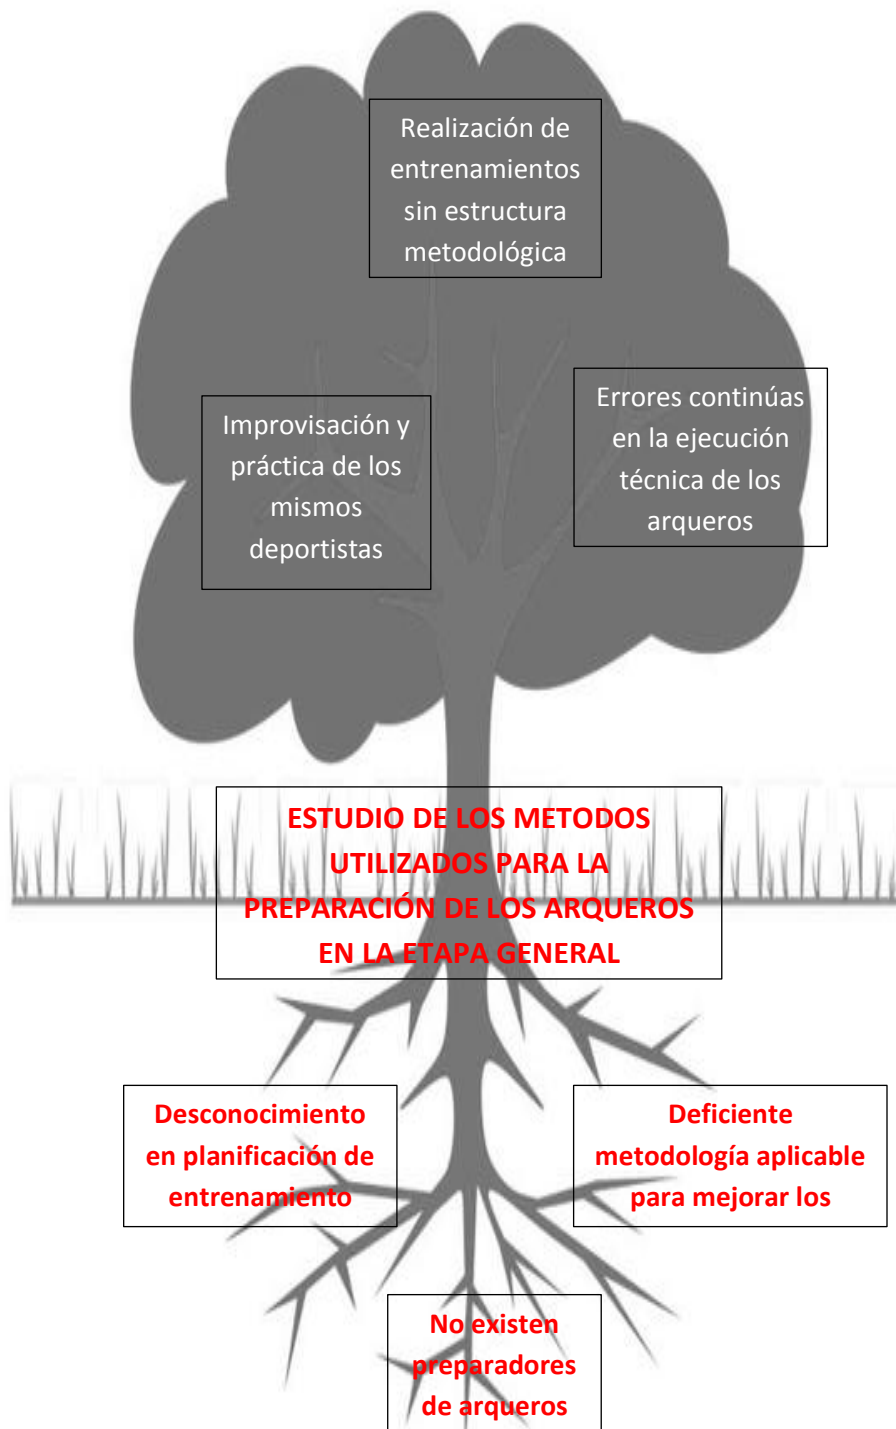 Realización de
entrenamientos
sin estructura
metodológica
Improvisación y
práctica de los
mismos
deportistas
Errores continúas
en la ejecución
técnica de los
arqueros
ESTUDIO DE LOS METODOS
UTILIZADOS PARA LA
PREPARACIÓN DE LOS ARQUEROS
EN LA ETAPA GENERAL
Desconocimiento
en planificación de
entrenamiento
Deficiente
metodología aplicable
para mejorar los
No existen
preparadores
de arqueros